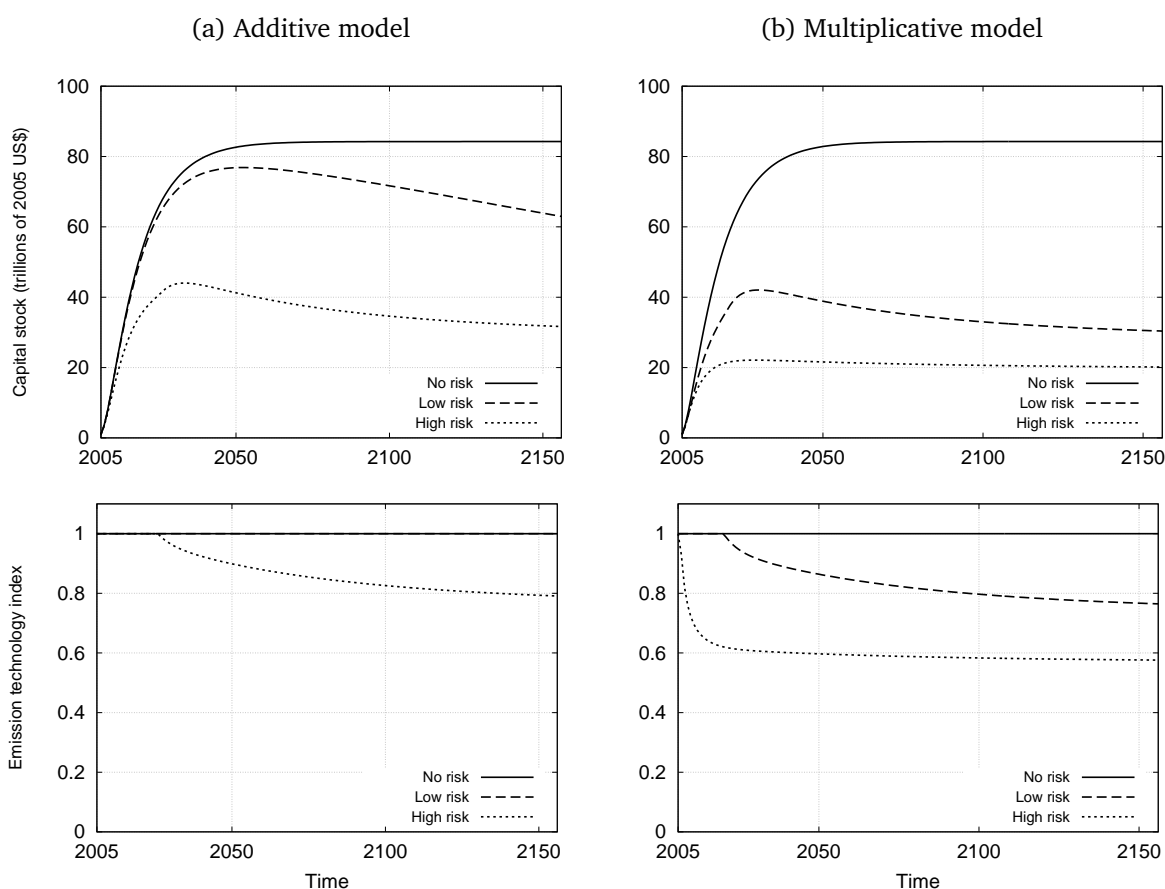 (a) Additive model
Capital stock (trillions of 2005 US$)
100
80
60
40
20
0
No risk
Low risk
High risk
2005 2050 2100 2150
(b) Multiplicative model
100
80
60
40
20
0
No risk
Low risk
High risk
2005 2050 2100 2150
Emission technology index
1
0.8
0.6
0.4
0.2
0
No risk
Low risk
High risk
2005 2050 2100 2150
Time
1
0.8
0.6
0.4
0.2
0
No risk
Low risk
High risk
2005 2050 2100 2150
Time